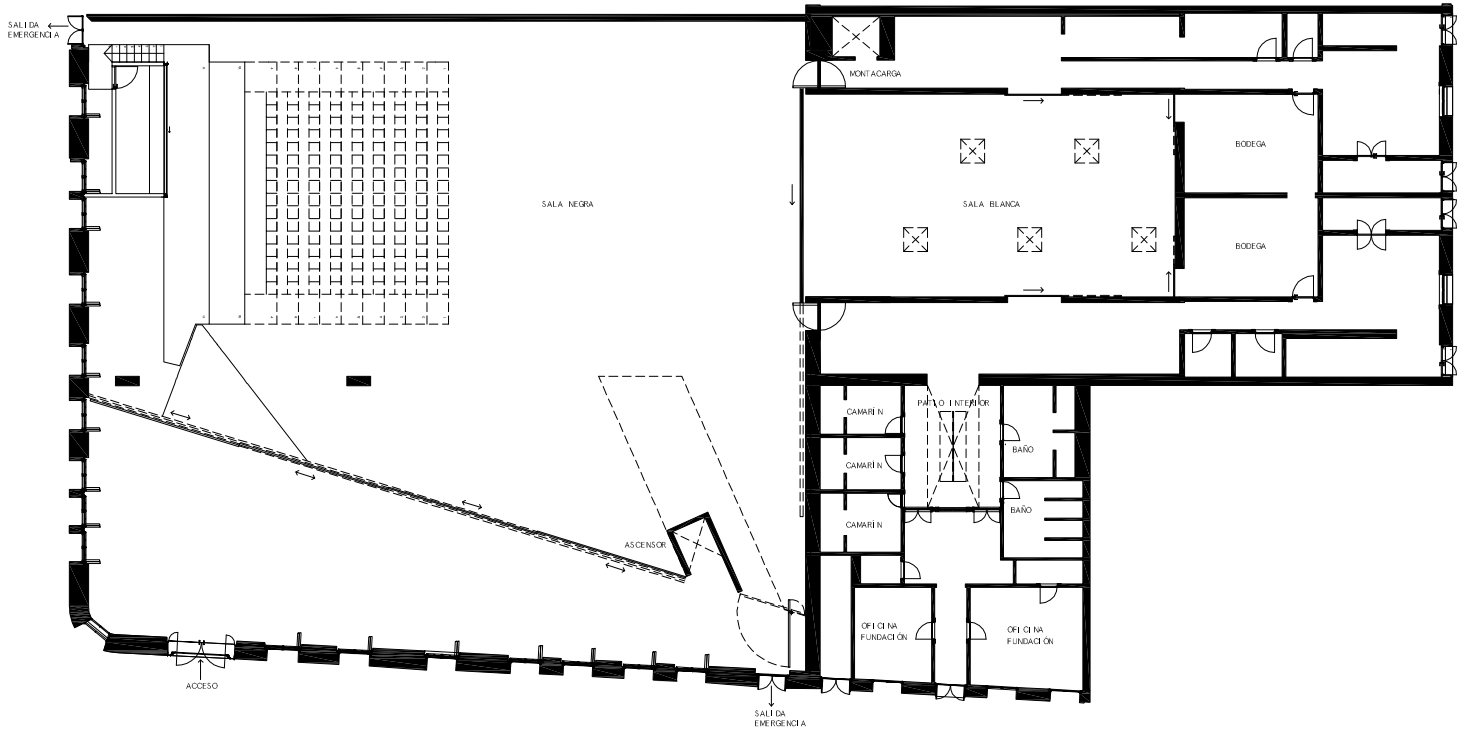 SALIDA
EMERGENCIA
MONTACARGA
SALA NEGRA
SALA BLANCA
BODEGA
BODEGA
CAMARÍN
PATIO INTERIOR
CAMARÍN
BAÑO
CAMARÍN
BAÑO
ASCENSOR
OFICINA
FUNDACIÓN
OFICINA
FUNDACIÓN
ACCESO
SALIDA
EMERGENCIA